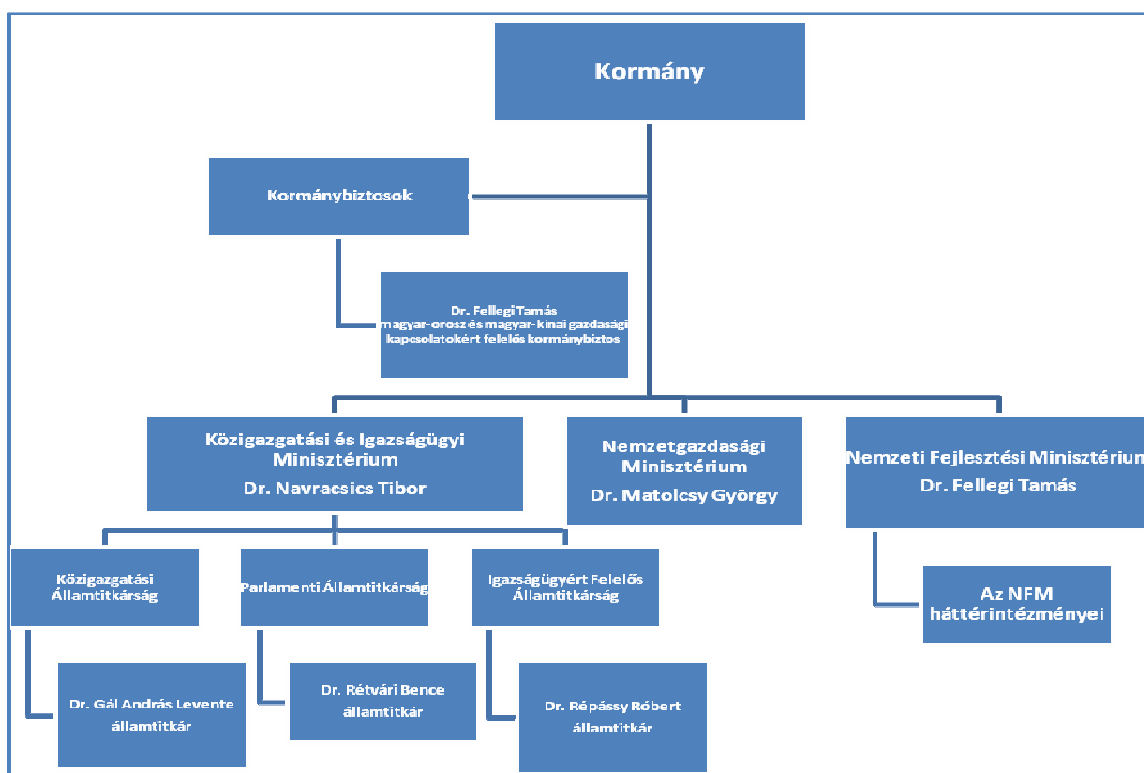 Kormány
Kormánybiztosok
Dr. Fellegi Tamás
magyar-orosz és magyar-kinai gazdasági
kapcsolatokért felelős kormánybiztos
Közigazgatási és Igazságügyi
Minisztérium
Dr. Navracsics Tibor
Nemzetgazdasági
Minisztérium
Dr. Matolcsy György
Nemzeti Fejlesztési Minisztérium
Dr. Fellegi Tamás
Közigazgatási
Államtitkárság
Parlamenti Államtitkárság
Igazságügyért Felelős
Államtitkárság
Az NFM
háttérintézményei
Dr. Gál András Levente
államtitkár
Dr. Rétvári Bence
államtitkár
Dr. Répássy Róbert
államtitkár